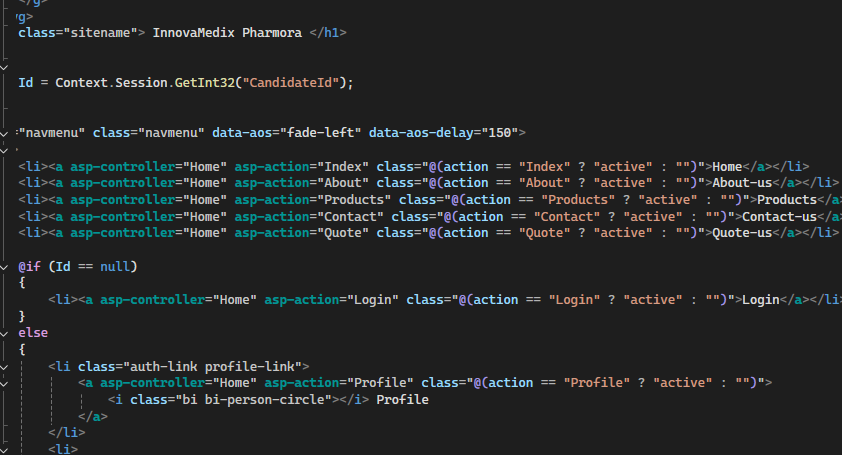 </g>
vg>
class="sitename"> InnovaMedix Pharmora </h1>
Id = Context.Session.GetInt32("CandidateId");
="navmenu" class="navmenu" data-aos="fade-left" data-aos-delay="150">
<li><a asp-controller="Home" asp-action="Index" class="@(action == "Index" ? "active" : "")">Home</a></li>
<li><a asp-controller="Home" asp-action="About" class="@(action == "About" ? "active" : "")">About-us</a></li>
<li><a asp-controller="Home" asp-action="Products" class="@(action == "Products" ? "active" : "")">Products</a
<li><a asp-controller="Home" asp-action="Contact" class="@(action == "Contact" ? "active" : "")">Contact-us</a
<li><a asp-controller="Home" asp-action="Quote" class="@(action == "Quote" ? "active" : "")">Quote-us</a></li>
@if (Id == null)
{
<li><a asp-controller="Home" asp-action="Login" class="@(action == "Login" ? "active" : "")">Login</a></li
}
else
{
<li class="auth-link profile-link">
<a asp-controller="Home" asp-action="Profile" class="@(action == "Profile" ? "active" : "")">
<i class="bi bi-person-circle"></i> Profile
</a>
</li>
<li>